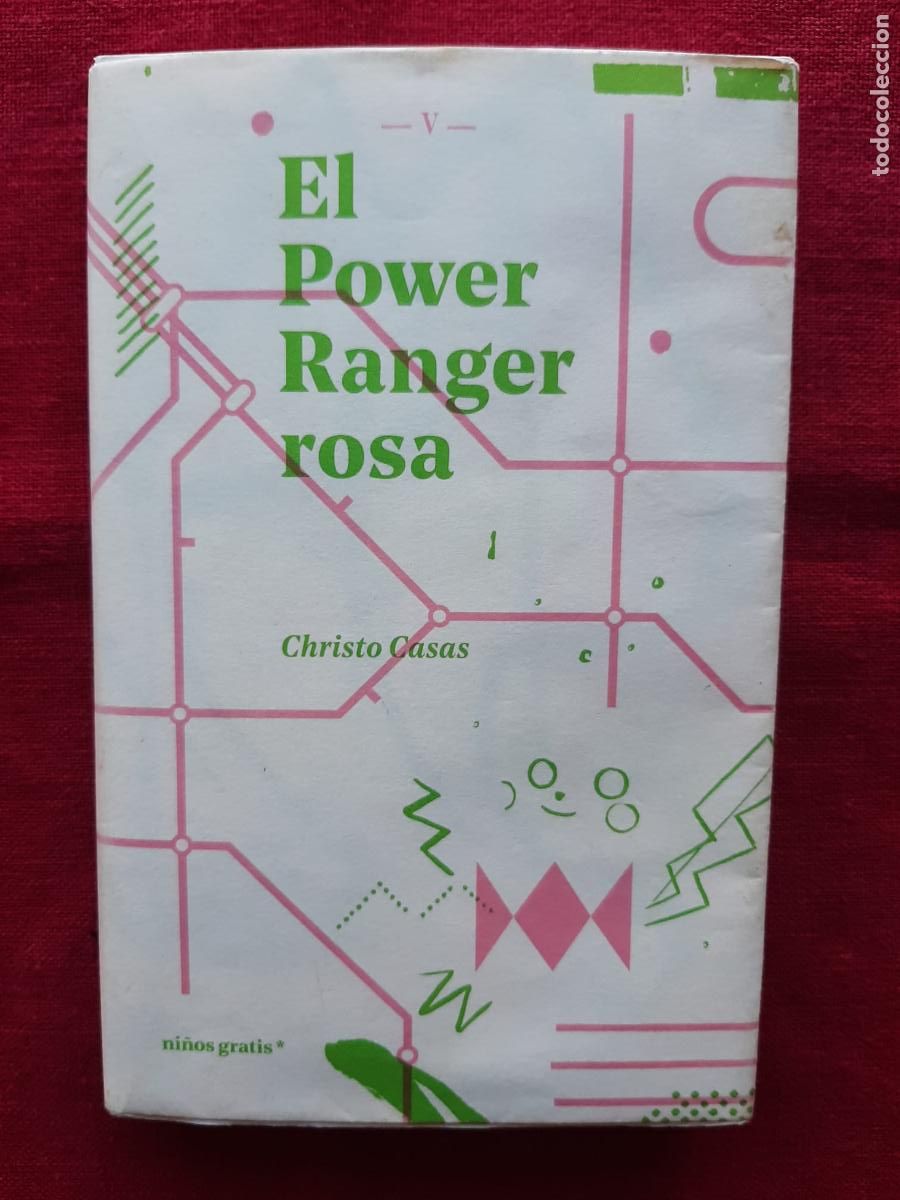 todocoleccion
— V —
El
Power
Ranger
rosa
Christo Casas
niños gratis*